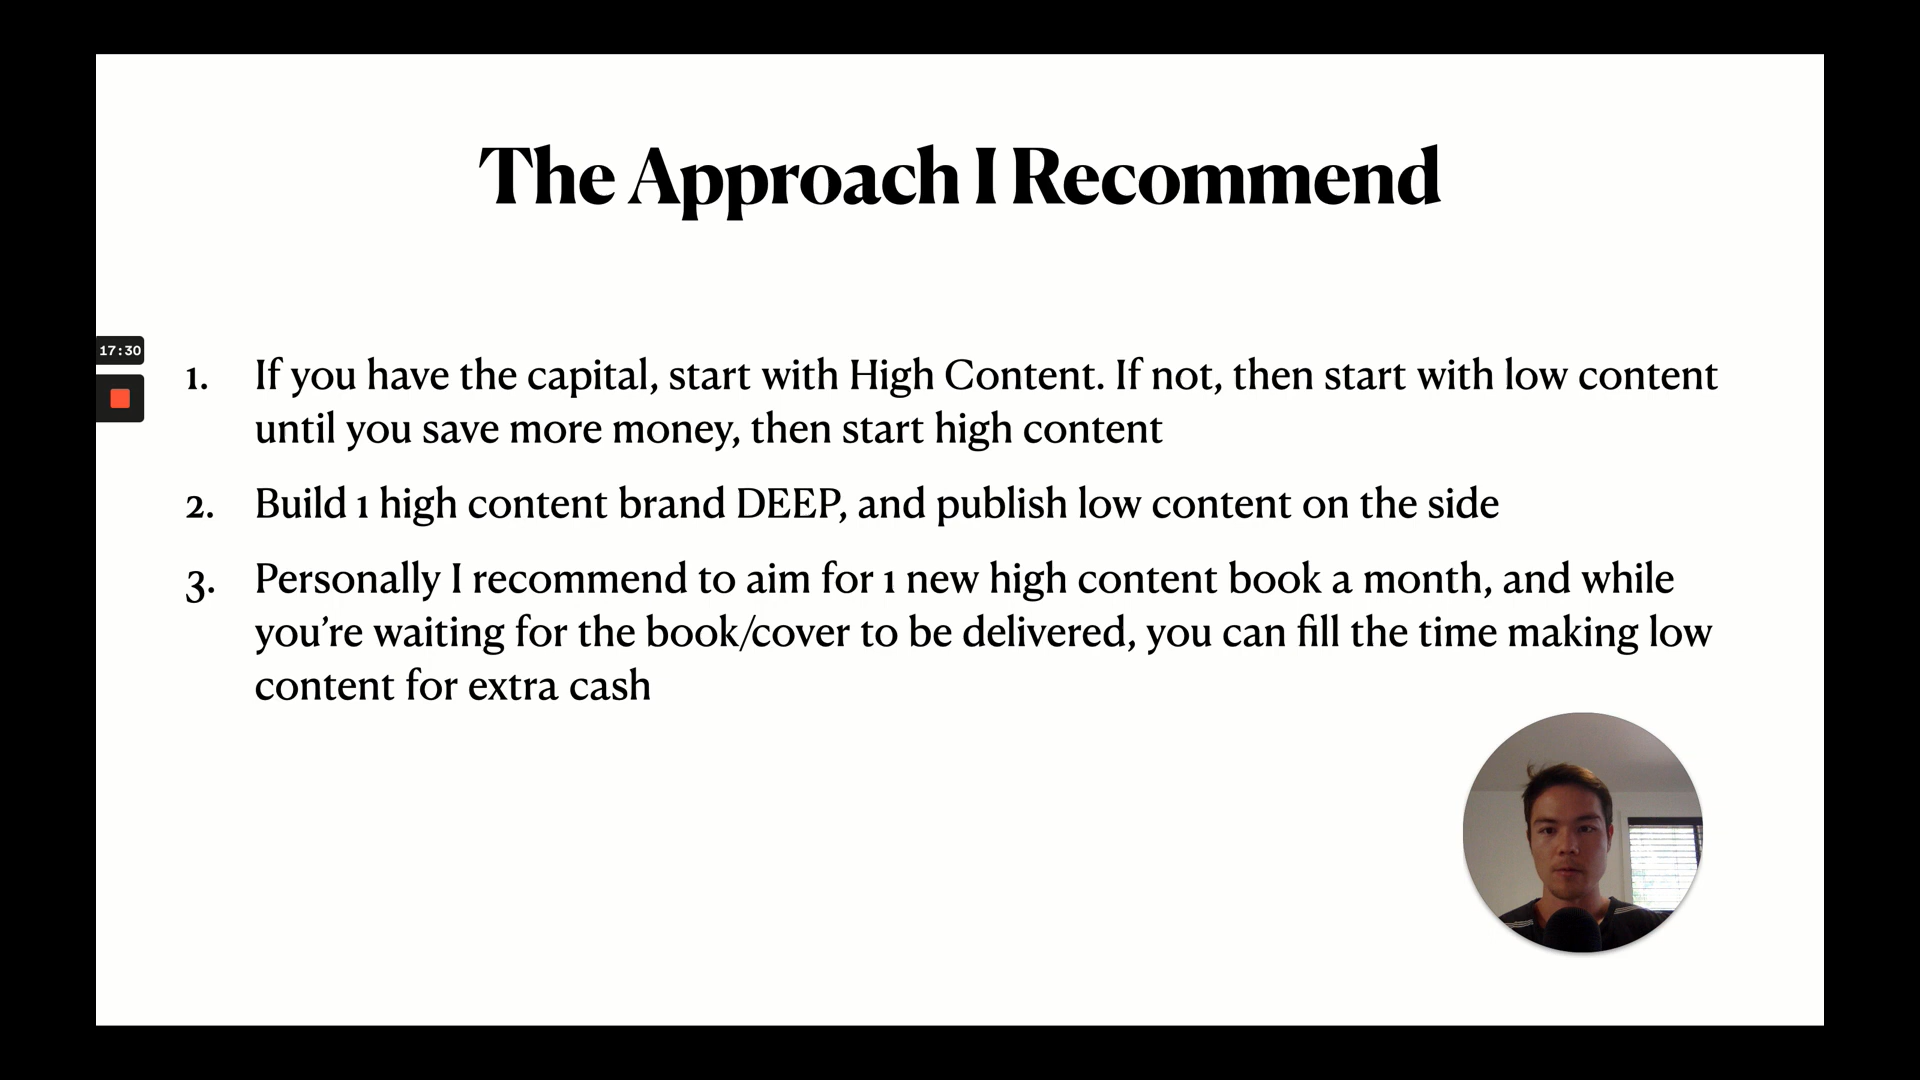 The Approach I Recommend
17:30
1. If you have the capital, start with High Content. If not, then start with low content
until you save more money, then start high content
2. Build 1 high content brand DEEP, and publish low content on the side
3. Personally I recommend to aim for 1 new high content book a month, and while
you’re waiting for the book/cover to be delivered, you can fill the time making low
content for extra cash